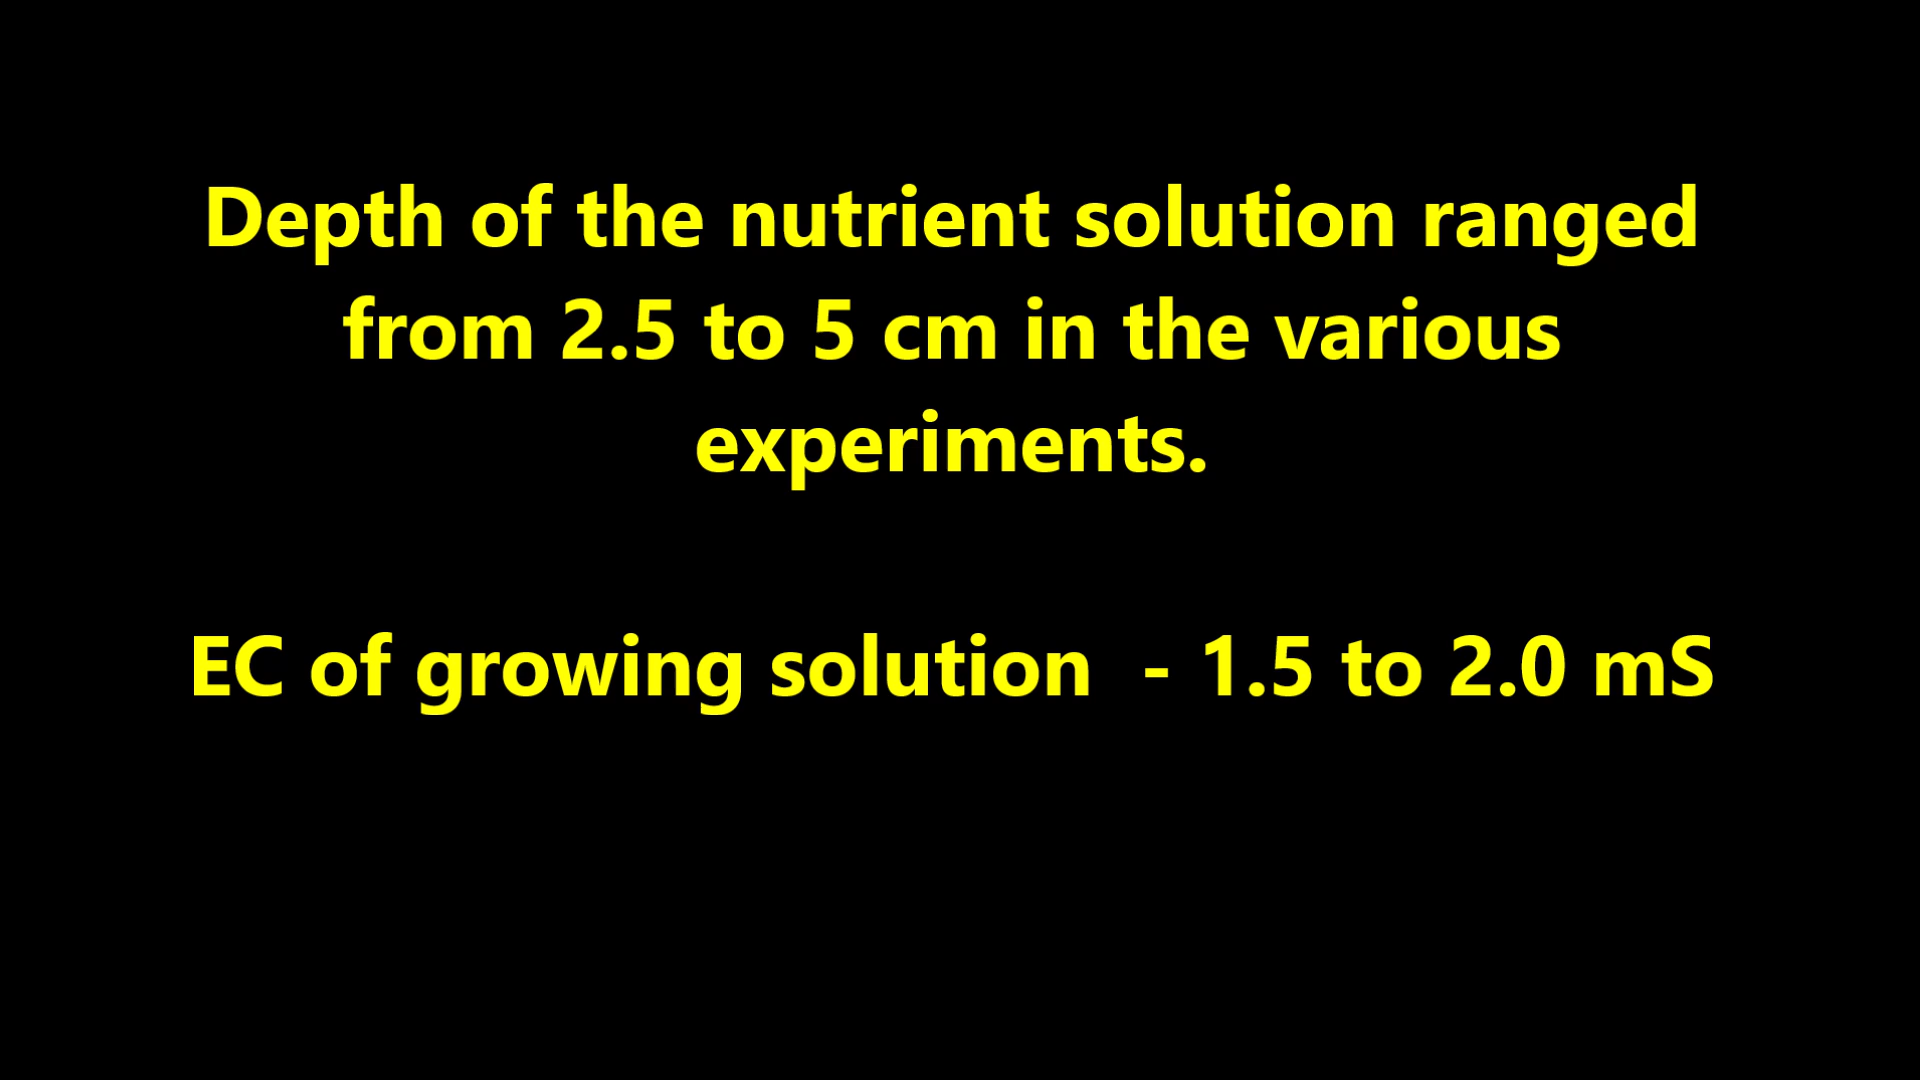 Depth of the nutrient solution ranged
from 2.5 to 5 cm in the various
experiments.
EC of growing solution  - 1.5 to 2.0 mS